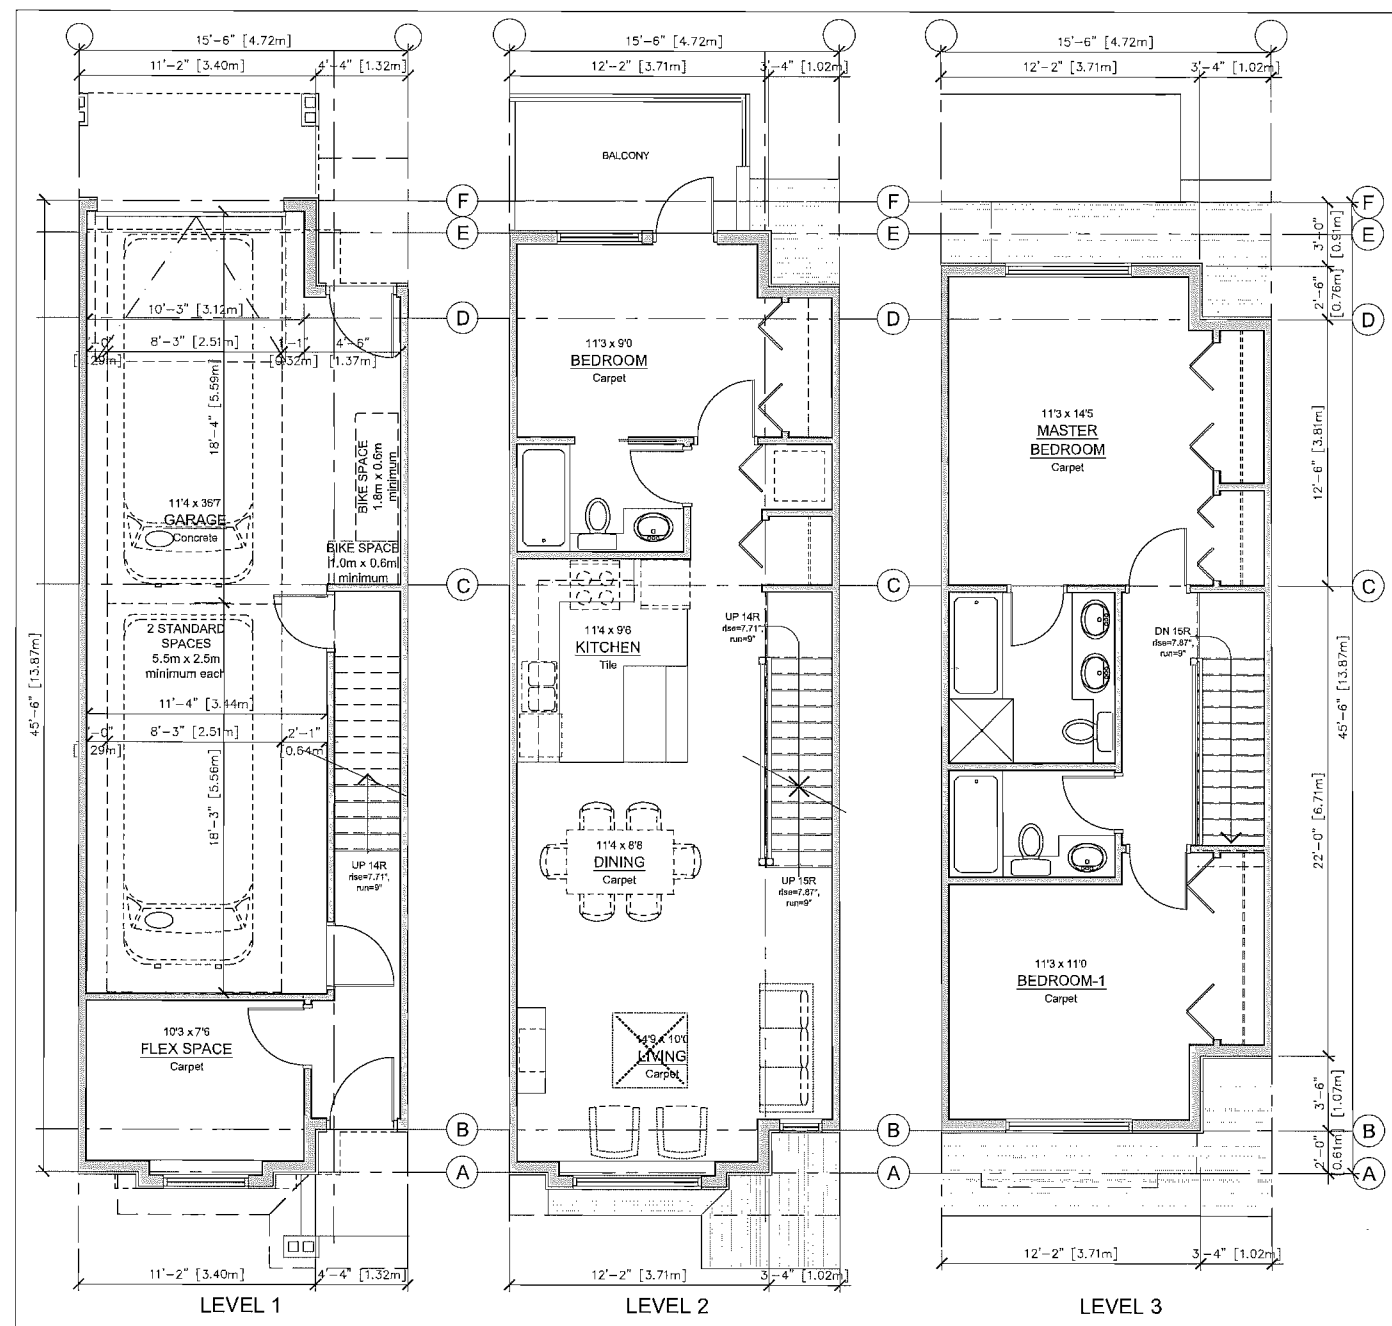 15'-6" [4.72m]
11'-2" [3.40m]
4'-4" [1.32m]
10'-3" [3.12m]
8'-3" [2.51m]
4'-6"
[0.32m] [1.37m]
18'-4" [5.59m]
BIKE SPACE
1.8m x 0.6m
minimum
11'4 x 36'7
GARAGE
Concrete
BIKE SPACE
1.0m x 0.6m
minimum
2 STANDARD
SPACES
5.5m x 2.5m
minimum each
11'-4" [3.44m]
8'-3" [2.51m]
2'-1"
[0.64m]
18'-3" [5.56m]
45'-6" [13.87m]
UP 14R
rise=7.71",
run=9"
10'3 x 7'6
FLEX SPACE
Carpet
11'-2" [3.40m]
4'-4" [1.32m]
LEVEL 1
F
E
D
C
B
A
15'-6" [4.72m]
12'-2" [3.71m]
3'-4" [1.02m]
BALCONY
11'3 x 9'0
BEDROOM
Carpet
11'4 x 9'6
KITCHEN
Tile
UP 14R
rise=7.71",
run=9"
11'4 x 8'8
DINING
Carpet
UP 15R
rise=7.87",
run=9"
14'9 x 10'0
LIVING
Carpet
12'-2" [3.71m]
3'-4" [1.02m]
LEVEL 2
F
E
D
C
B
A
15'-6" [4.72m]
12'-2" [3.71m]
3'-4" [1.02m]
11'3 x 14'5
MASTER
BEDROOM
Carpet
DN 15R
rise=7.87",
run=9"
11'3 x 11'0
BEDROOM-1
Carpet
3'-0"
[0.91m]
2'-6"
[0.76m]
12'-6" [3.81m]
22'-0" [6.71m]
3'-6"
[1.07m]
2'-0"
[0.61m]
45'-6" [13.87m]
12'-2" [3.71m]
3'-4" [1.02m]
LEVEL 3
F
E
D
C
B
A